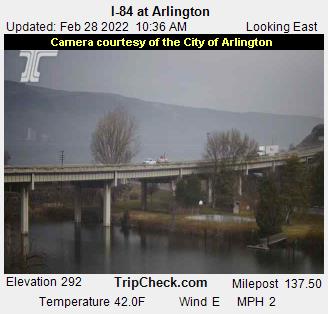 I-84 at Arlington
Updated: Feb 28 2022 10:36 AM Looking East
Camera courtesy of the City of Arlington
Elevation 292 TripCheck.com Milepost 137.50
Temperature 42.0F Wind E MPH 2